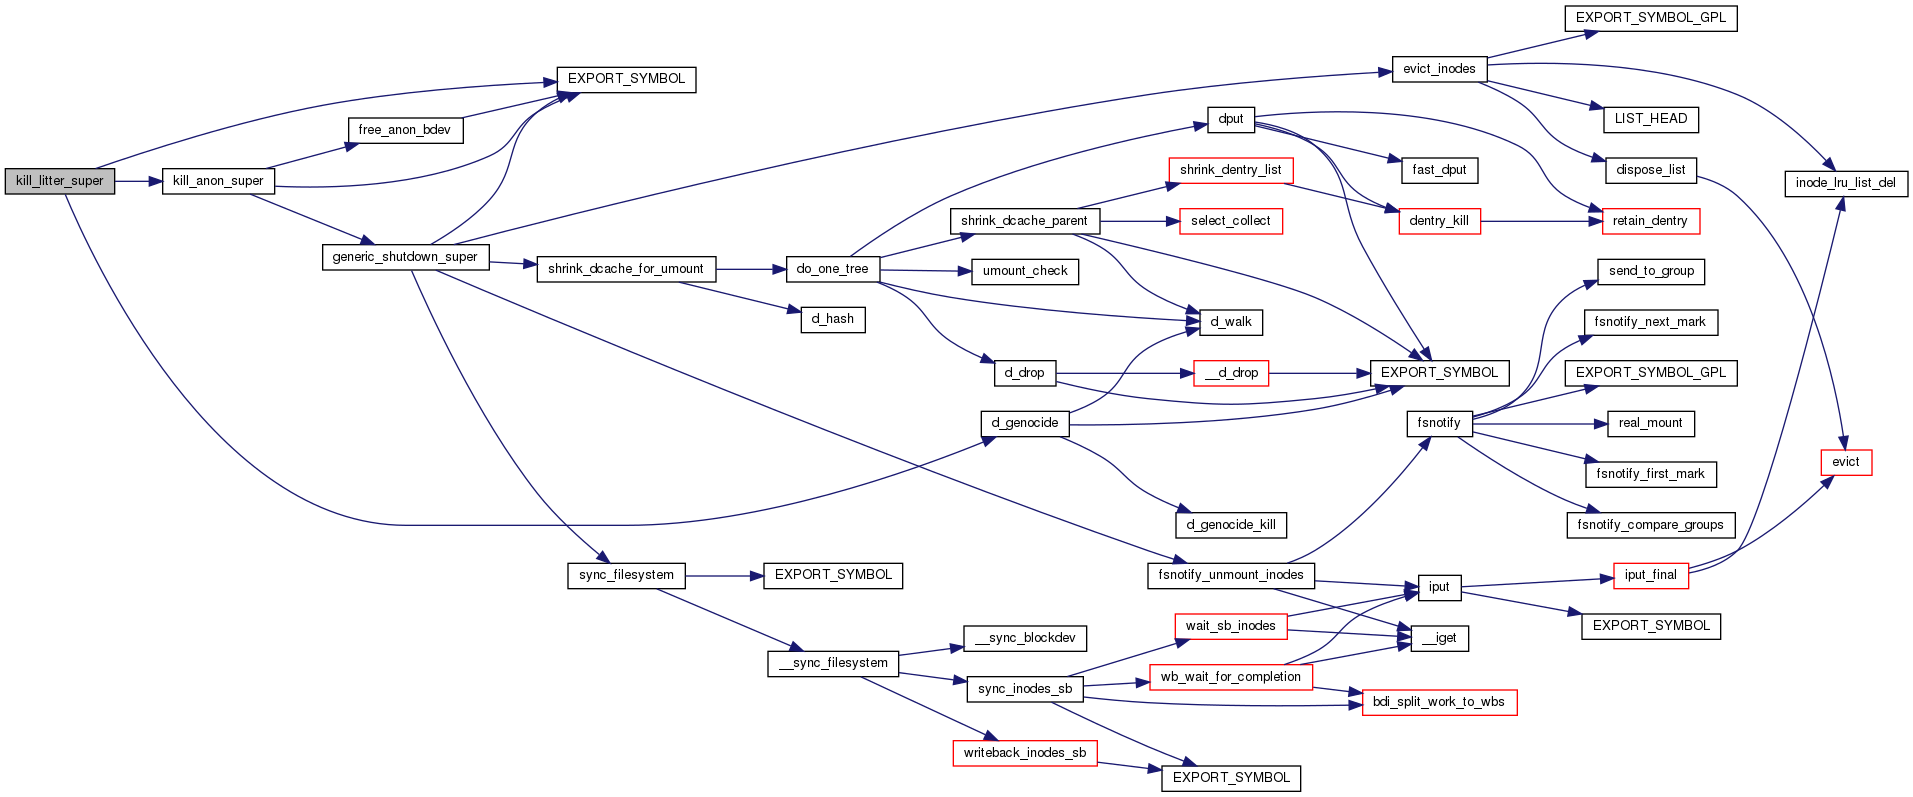 kill_litter_super
EXPORT_SYMBOL
free_anon_bdev
kill_anon_super
generic_shutdown_super
shrink_dcache_for_umount
do_one_tree
d_hash
sync_filesystem
EXPORT_SYMBOL
__sync_filesystem
dput
shrink_dentry_list
shrink_dcache_parent
select_collect
umount_check
d_walk
d_drop
__d_drop
d_genocide
d_genocide_kill
fsnotify_unmount_inodes
wait_sb_inodes
__sync_blockdev
wb_wait_for_completion
sync_inodes_sb
writeback_inodes_sb
EXPORT_SYMBOL
evict_inodes
fast_dput
dentry_kill
EXPORT_SYMBOL
fsnotify
iput
__iget
bdi_split_work_to_wbs
EXPORT_SYMBOL_GPL
LIST_HEAD
dispose_list
retain_dentry
send_to_group
fsnotify_next_mark
EXPORT_SYMBOL_GPL
real_mount
fsnotify_first_mark
fsnotify_compare_groups
iput_final
EXPORT_SYMBOL
inode_lru_list_del
evict